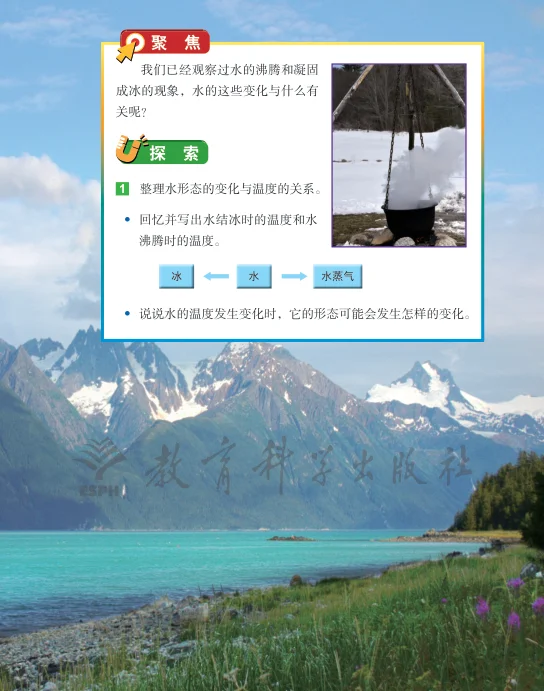 聚 焦
我们已经观察过水的沸腾和凝固
成冰的现象，水的这些变化与什么有
关呢?
探 索
1 整理水形态的变化与温度的关系。
• 回忆并写出水结冰时的温度和水
沸腾时的温度。
冰 水 水蒸气
• 说说水的温度发生变化时，它的形态可能会发生怎样的变化。
教育科学出版社
ESPH